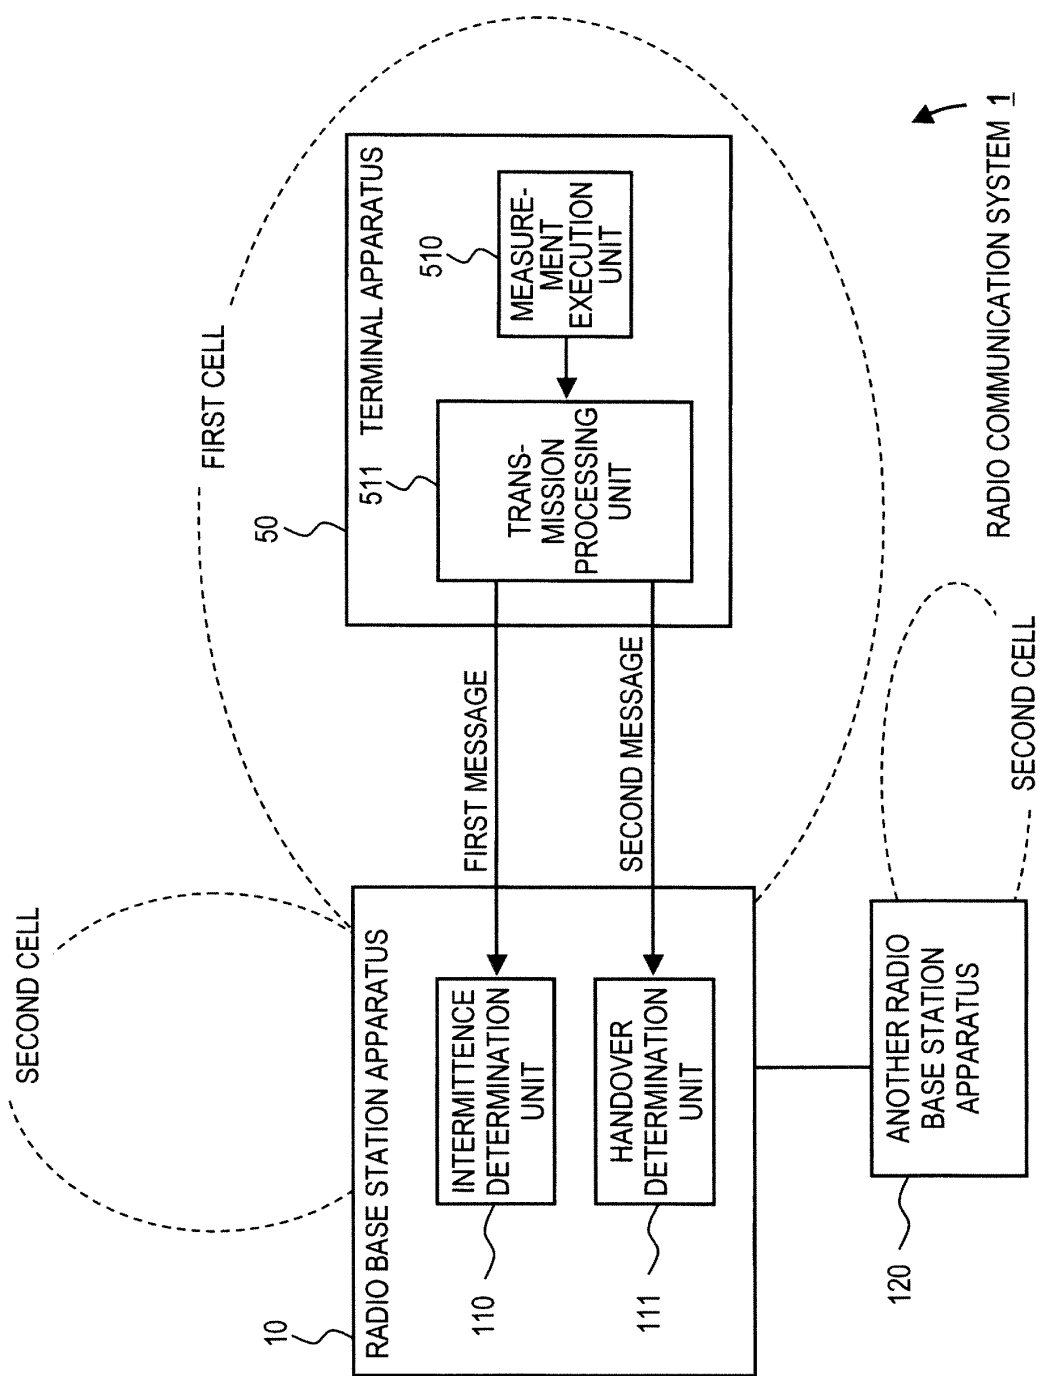 SECOND CELL
FIRST CELL
10
RADIO BASE STATION APPARATUS
INTERMITTENCE
DETERMINATION
UNIT
110
HANDOVER
DETERMINATION
UNIT
111
FIRST MESSAGE
SECOND MESSAGE
50
TERMINAL APPARATUS
511
TRANS-
MISSION
PROCESSING
UNIT
510
MEASURE-
MENT
EXECUTION
UNIT
ANOTHER RADIO
BASE STATION
APPARATUS
120
SECOND CELL
RADIO COMMUNICATION SYSTEM 1